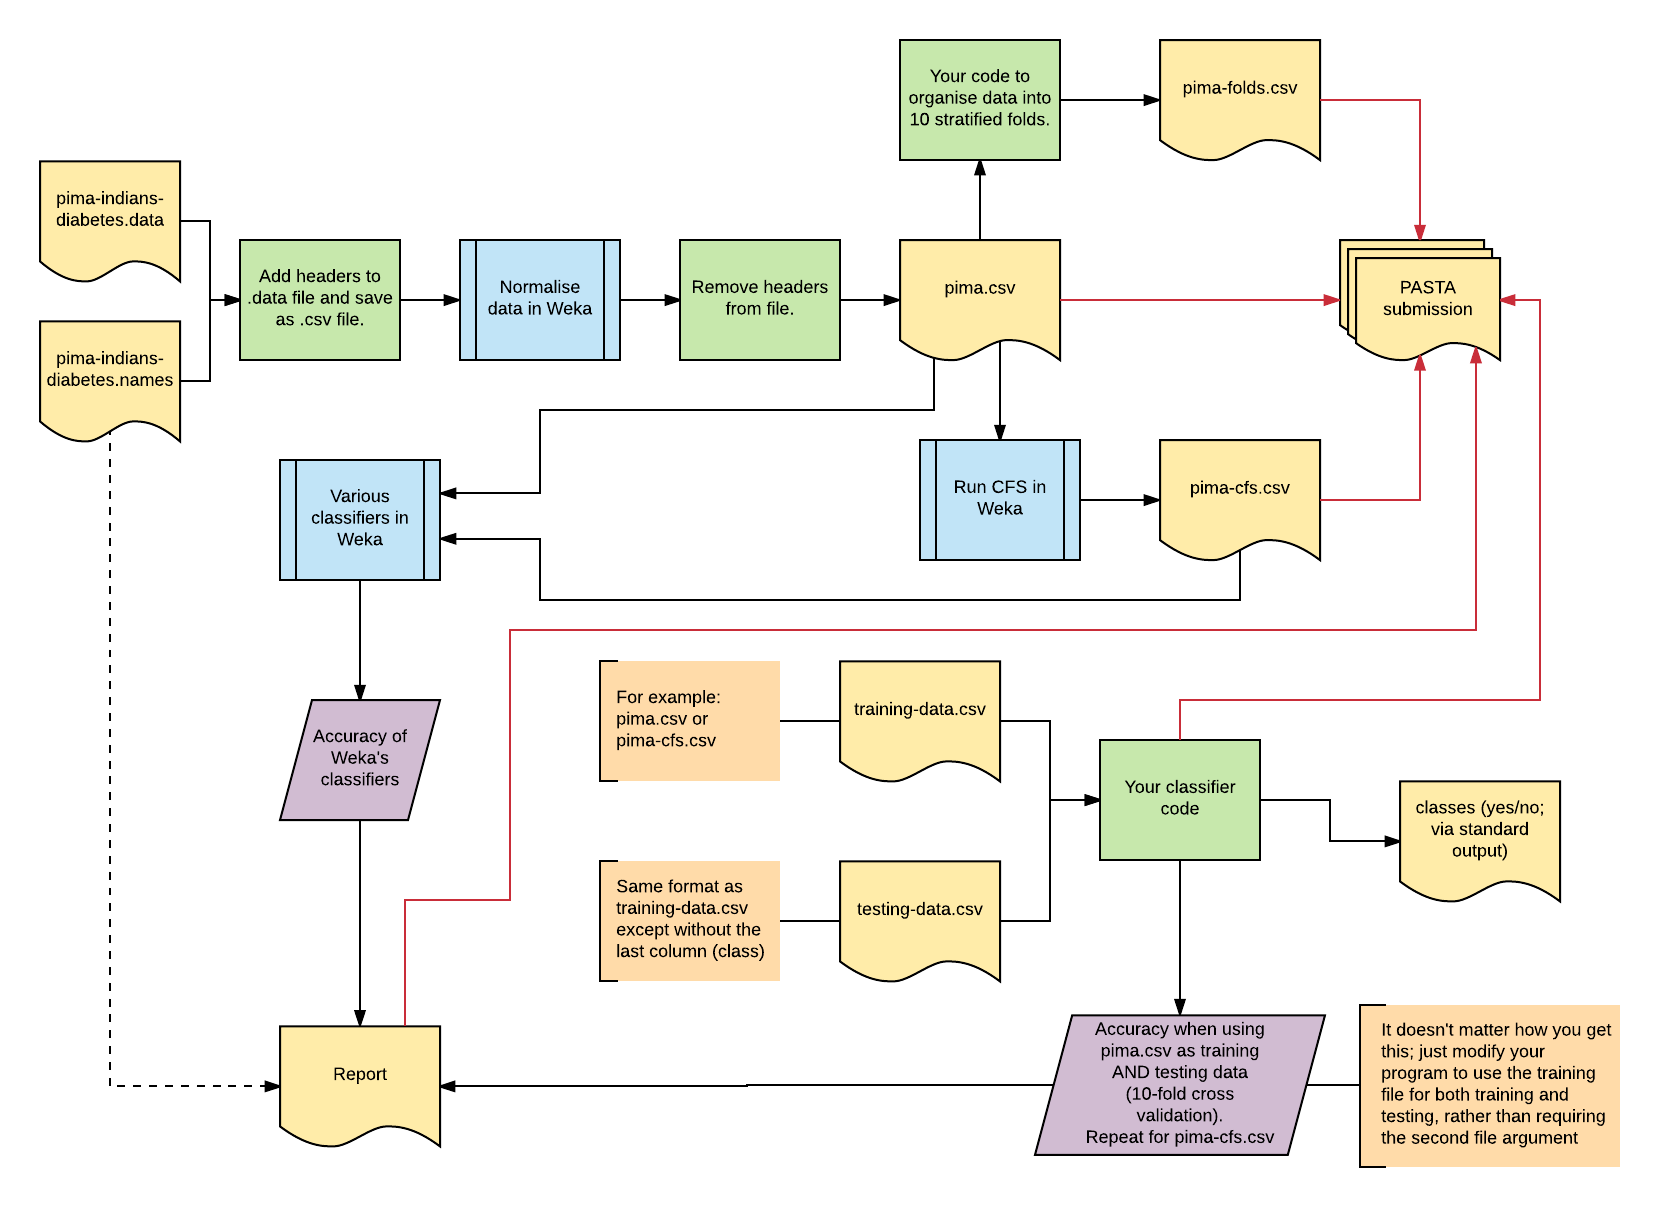 Your code to
organise data into
10 stratified folds.
pima-folds.csv
pima-indians-
diabetes.data
Add headers to
.data file and save
as .csv file.
Normalise
data in Weka
Remove headers
from file.
pima.csv
PASTA
submission
pima-indians-
diabetes.names
Various
classifiers in
Weka
Run CFS in
Weka
pima-cfs.csv
For example:
pima.csv or
pima-cfs.csv
training-data.csv
Accuracy of
Weka's
classifiers
Your classifier
code
classes (yes/no;
via standard
output)
Same format as
training-data.csv
except without the
last column (class)
testing-data.csv
Report
Accuracy when using
pima.csv as training
AND testing data
(10-fold cross
validation).
Repeat for pima-cfs.csv
It doesn't matter how you get
this; just modify your
program to use the training
file for both training and
testing, rather than requiring
the second file argument